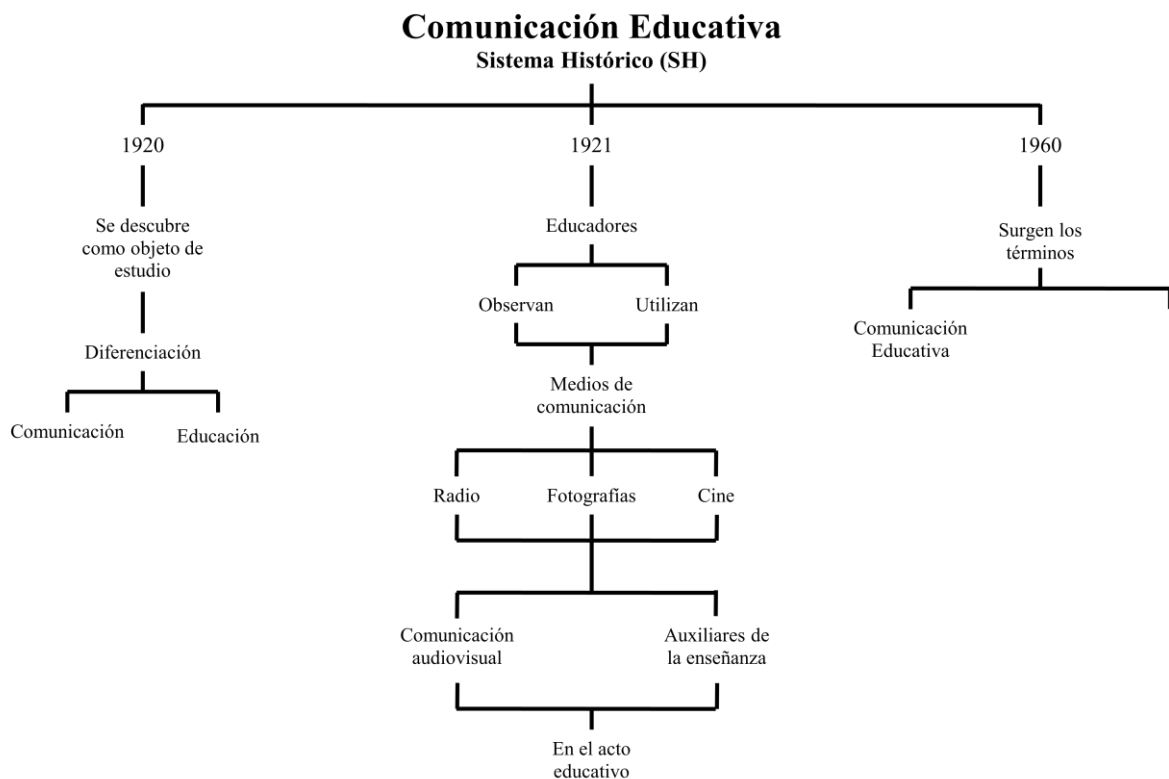 Comunicación Educativa
Sistema Histórico (SH)
1920
1921
1960
Se descubre
como objeto de
estudio
Educadores
Surgen los
términos
Observan
Utilizan
Comunicación
Educativa
Diferenciación
Medios de
comunicación
Comunicación
Educación
Radio
Fotografías
Cine
Comunicación
audiovisual
Auxiliares de
la enseñanza
En el acto
educativo